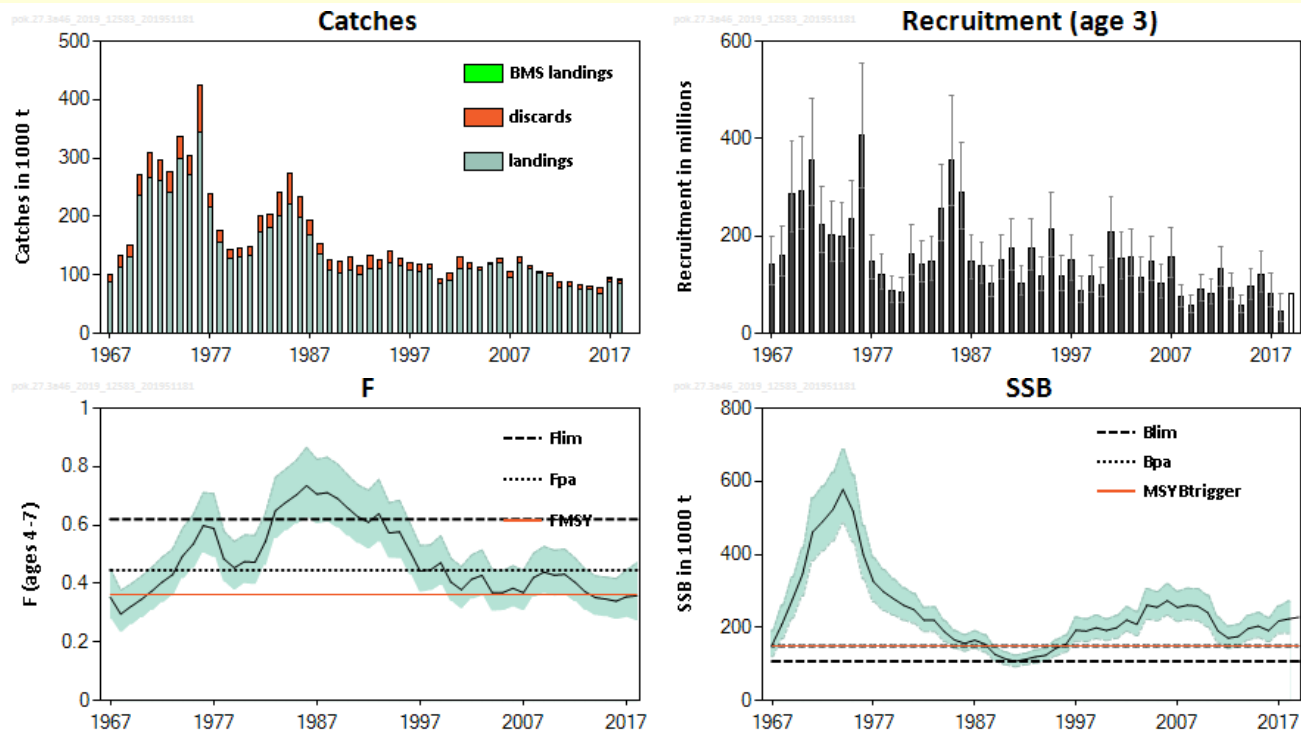 pok.27.3a46_2019_12583_201951181
Catches
500
400
300
200
100
0
Catches in 1000 t
BMS landings
discards
landings
1967 1977 1987 1997 2007 2017
pok.27.3a46_2019_12583_201951181
Recruitment (age 3)
600
400
200
0
Recruitment in millions
1967 1977 1987 1997 2007 2017
pok.27.3a46_2019_12583_201951181
F
1
0.8
0.6
0.4
0.2
0
F (ages 4-7)
Flim
Fpa
FMSY
1967 1977 1987 1997 2007 2017
pok.27.3a46_2019_12583_201951181
SSB
800
600
400
200
0
SSB in 1000 t
Blim
Bpa
MSYBtrigger
1967 1977 1987 1997 2007 2017